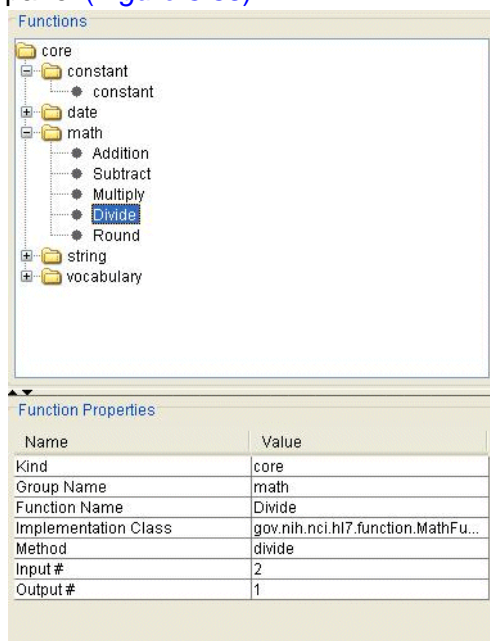 Functions
core
constant
constant
date
math
Addition
Subtract
Multiply
Divide
Round
string
vocabulary
Function Properties
Name Value
Kind core
Group Name math
Function Name Divide
Implementation Class gov.nih.nci.hl7.function.MathFu...
Method divide
Input # 2
Output # 1